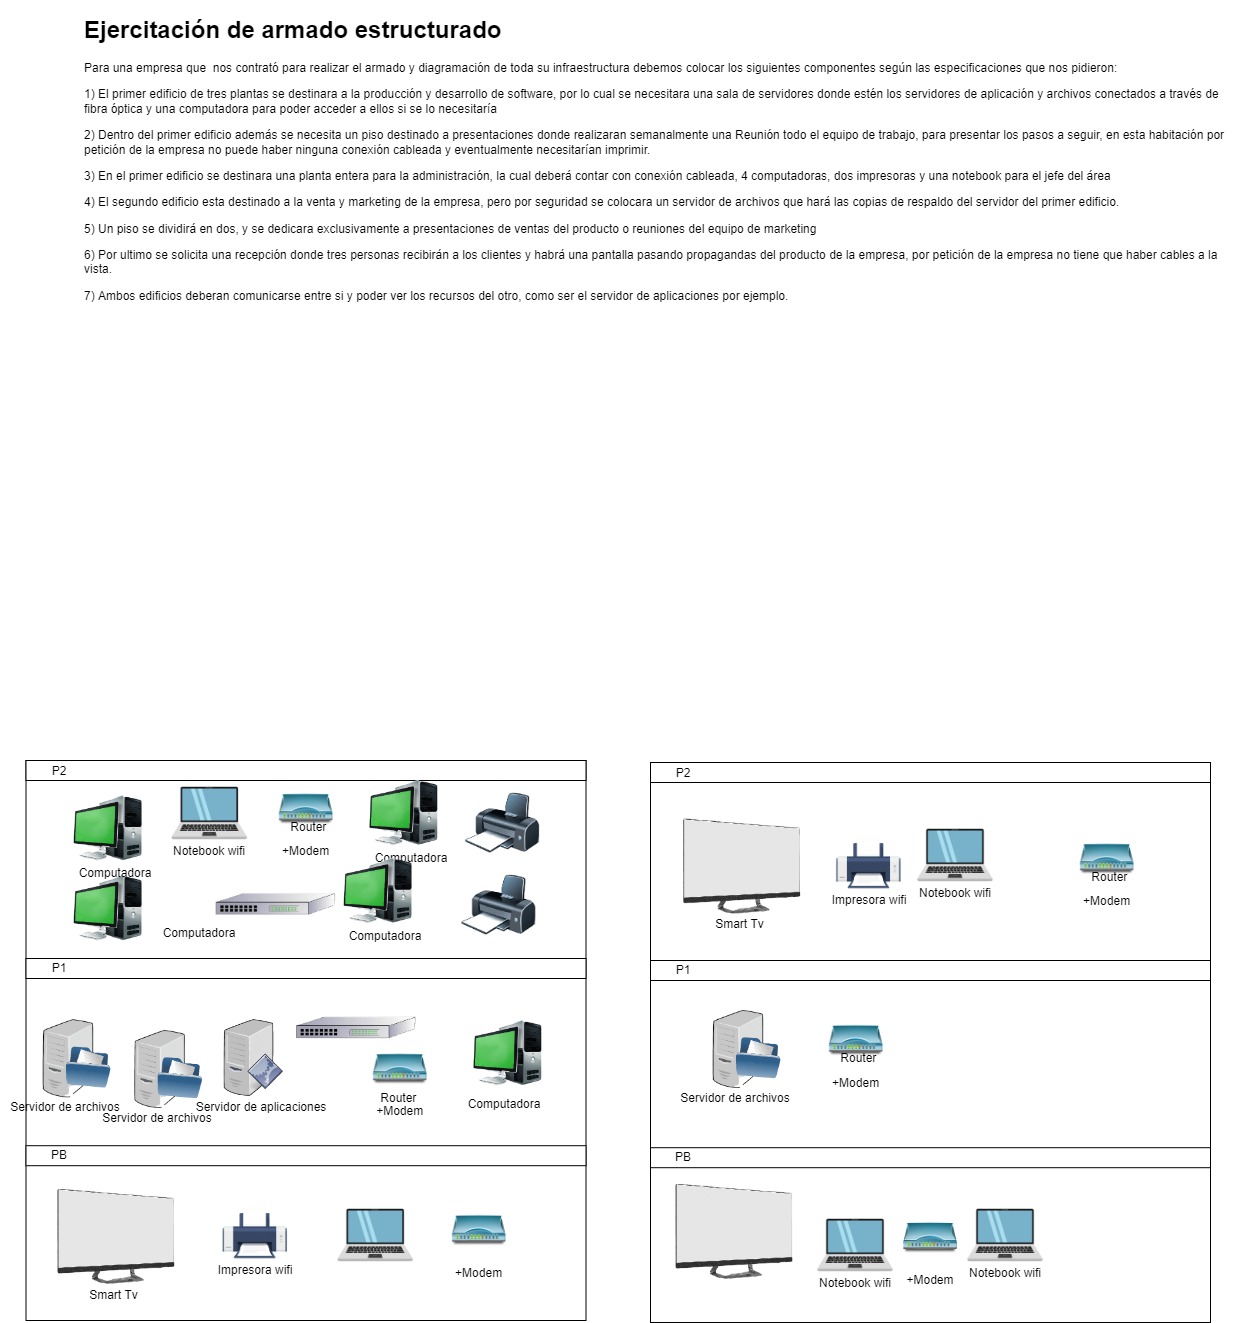 Ejercitación de armado estructurado
Para una empresa que  nos contrató para realizar el armado y diagramación de toda su infraestructura debemos colocar los siguientes componentes según las especificaciones que nos pidieron:
1) El primer edificio de tres plantas se destinara a la producción y desarrollo de software, por lo cual se necesitara una sala de servidores donde estén los servidores de aplicación y archivos conectados a través de
fibra óptica y una computadora para poder acceder a ellos si se lo necesitaría
2) Dentro del primer edificio además se necesita un piso destinado a presentaciones donde realizaran semanalmente una Reunión todo el equipo de trabajo, para presentar los pasos a seguir, en esta habitación por
petición de la empresa no puede haber ninguna conexión cableada y eventualmente necesitarían imprimir.
3) En el primer edificio se destinara una planta entera para la administración, la cual deberá contar con conexión cableada, 4 computadoras, dos impresoras y una notebook para el jefe del área
4) El segundo edificio esta destinado a la venta y marketing de la empresa, pero por seguridad se colocara un servidor de archivos que hará las copias de respaldo del servidor del primer edificio.
5) Un piso se dividirá en dos, y se dedicara exclusivamente a presentaciones de ventas del producto o reuniones del equipo de marketing
6) Por ultimo se solicita una recepción donde tres personas recibirán a los clientes y habrá una pantalla pasando propagandas del producto de la empresa, por petición de la empresa no tiene que haber cables a la
vista.
7) Ambos edificios deberan comunicarse entre si y poder ver los recursos del otro, como ser el servidor de aplicaciones por ejemplo.
P2
Router
Notebook wifi
+Modem
Computadora
Computadora
Computadora
Computadora
P1
Servidor de archivos
Servidor de archivos
Servidor de aplicaciones
Router
+Modem
Computadora
PB
Smart Tv
Impresora wifi
+Modem
P2
Smart Tv
Impresora wifi
Notebook wifi
Router
+Modem
P1
Servidor de archivos
Router
+Modem
PB
Notebook wifi
+Modem
Notebook wifi